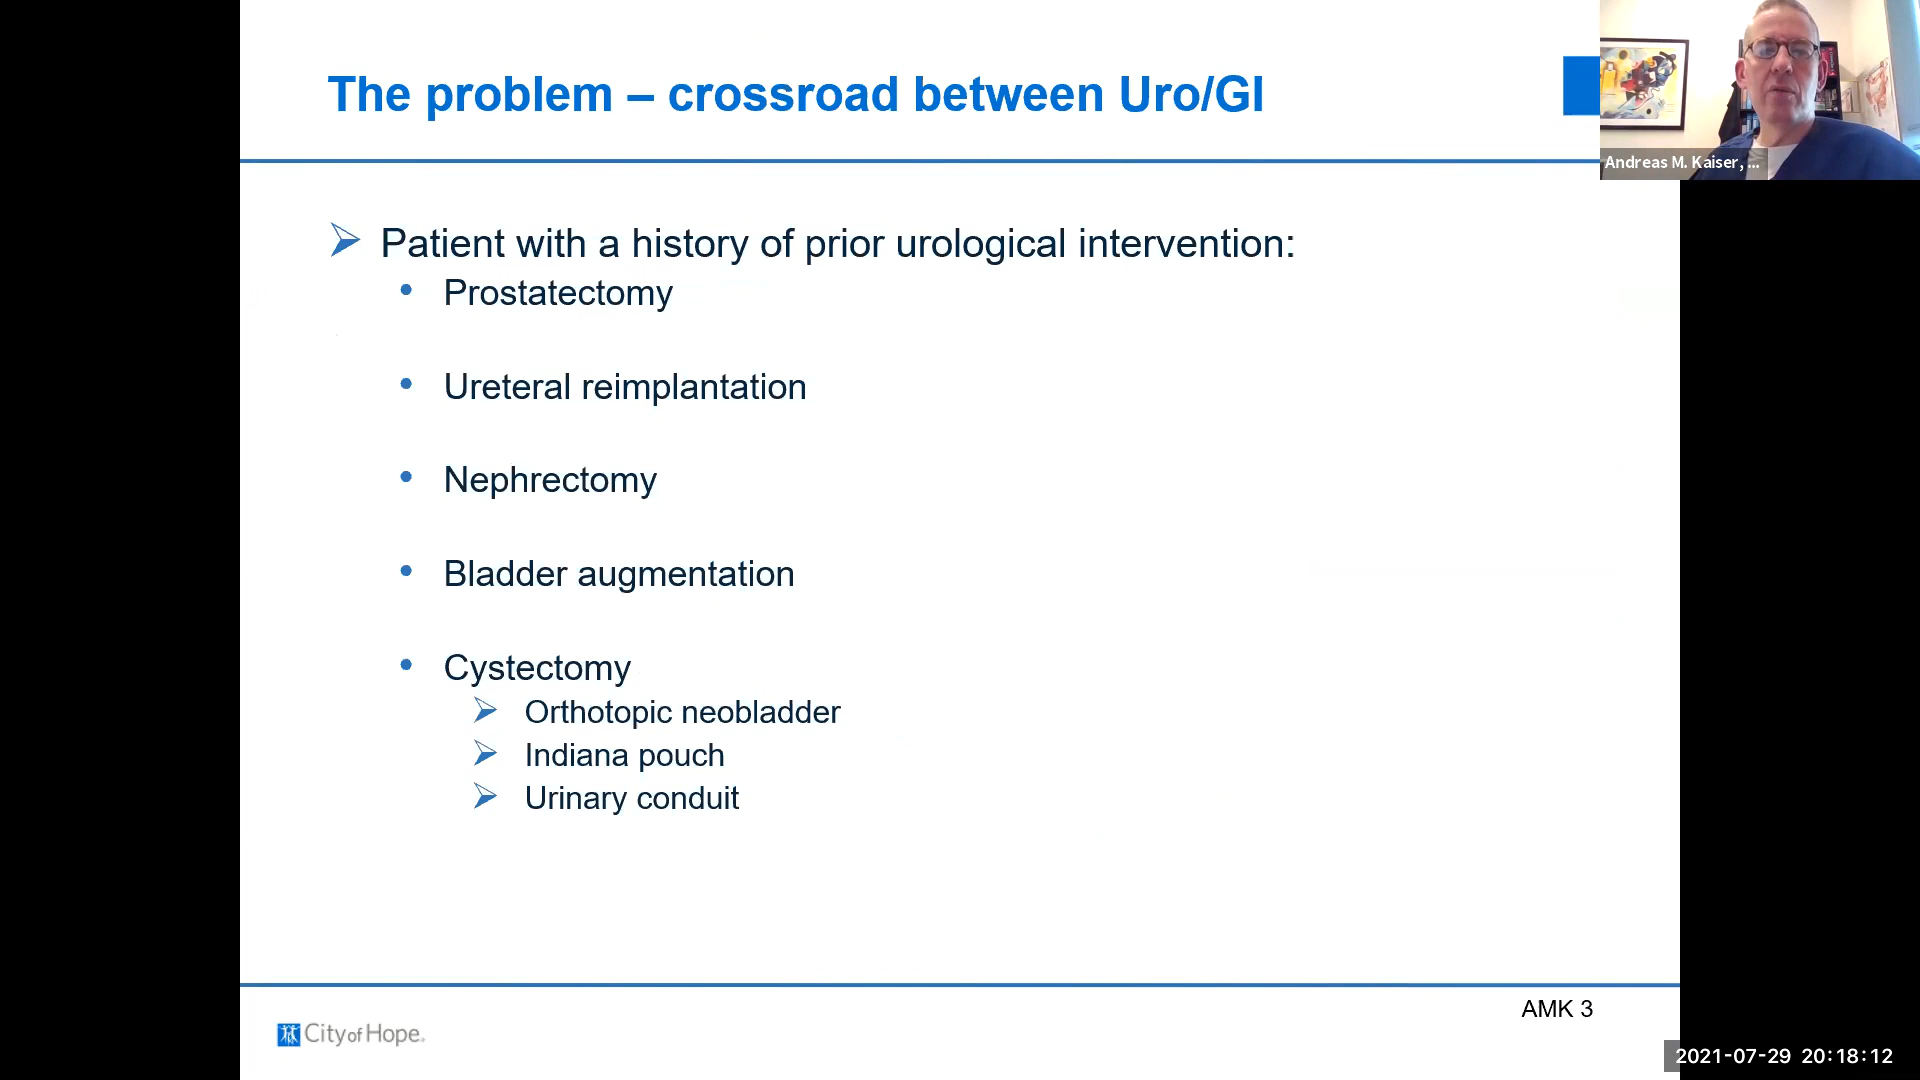 The problem – crossroad between Uro/GI
Andreas M. Kaiser, ...
Patient with a history of prior urological intervention:
Prostatectomy
Ureteral reimplantation
Nephrectomy
Bladder augmentation
Cystectomy
Orthotopic neobladder
Indiana pouch
Urinary conduit
AMK 3
City of Hope
2021-07-29 20:18:12